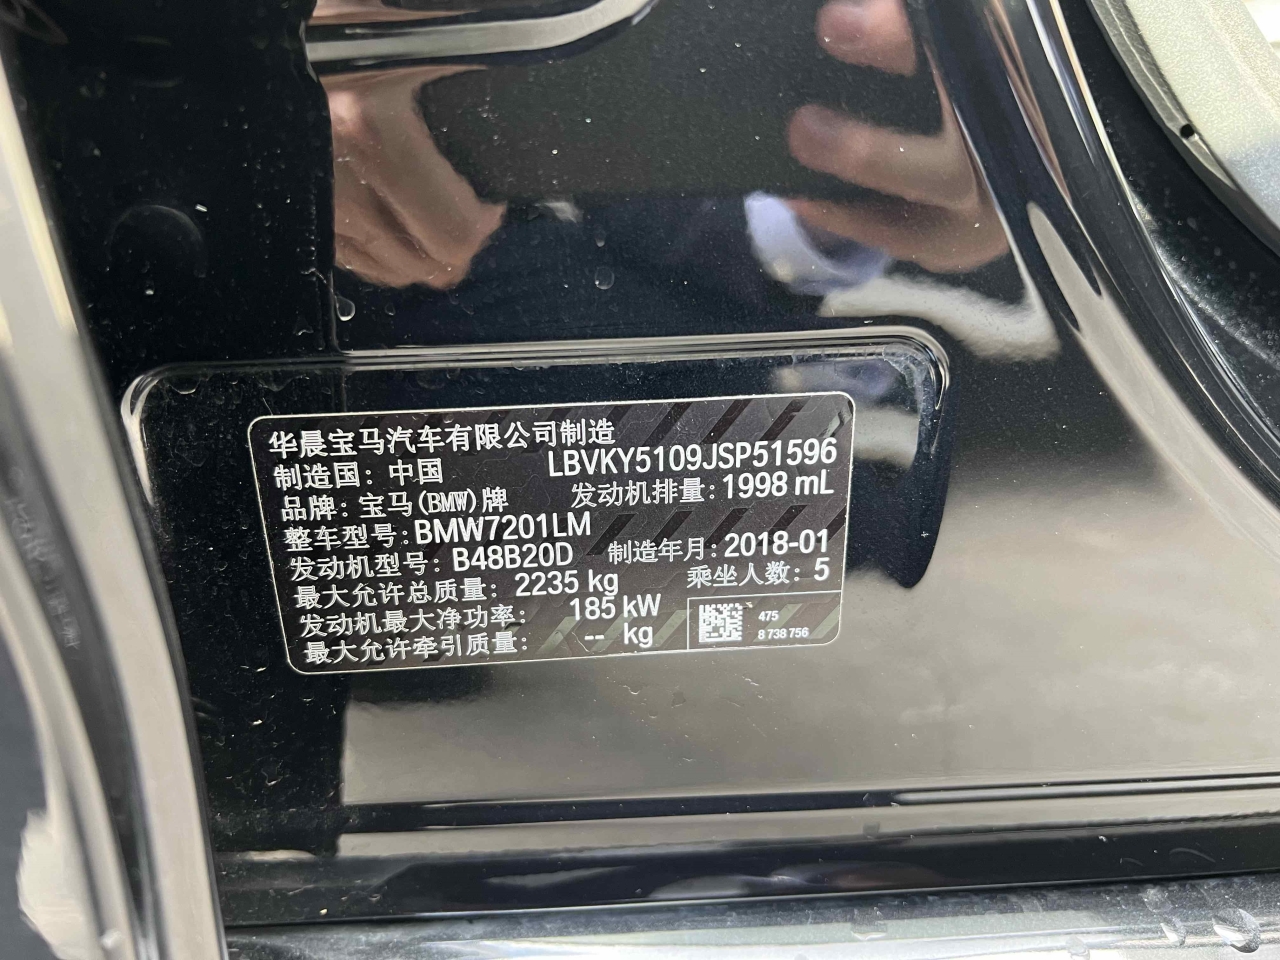 华晨宝马汽车有限公司制造
制造国: 中国 LBVKY5109JSP51596
品牌: 宝马(BMW)牌 发动机排量: 1998 mL
整车型号: BMW7201LM
发动机型号: B48B20D 制造年月: 2018-01
最大允许总质量: 2235 kg 乘坐人数: 5
发动机最大净功率: 185 kW
最大允许牵引质量: -- kg
475
8 738 756